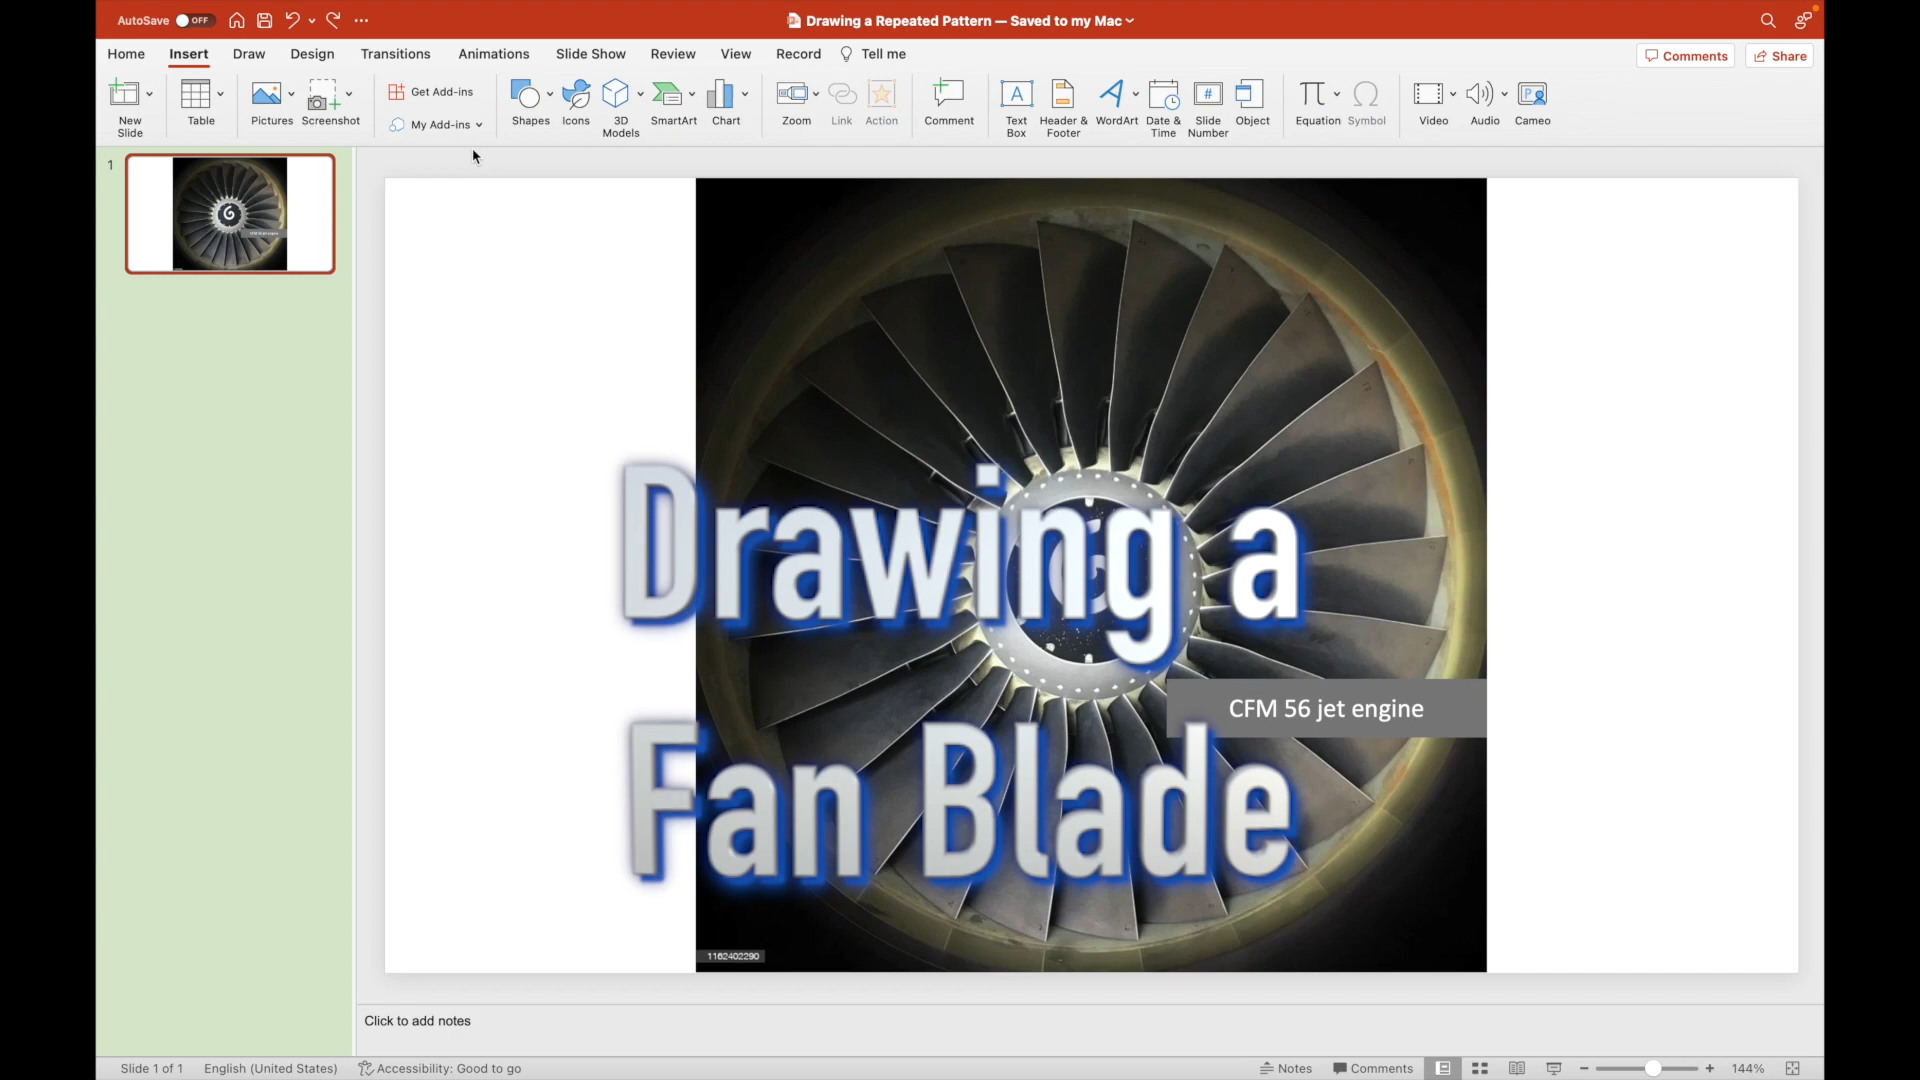 AutoSave OFF
Drawing a Repeated Pattern — Saved to my Mac
Home Insert Draw Design Transitions Animations Slide Show Review View Record Tell me
Comments Share
New Slide
Table
Pictures
Screenshot
Get Add-ins
My Add-ins
Shapes
Icons
3D Models
SmartArt
Chart
Zoom
Link
Action
Comment
Text Box
Header & Footer
WordArt
Date & Time
Slide Number
Object
Equation
Symbol
Video
Audio
Cameo
1
Drawing a
CFM 56 jet engine
Fan Blade
1162402290
Click to add notes
Slide 1 of 1 English (United States) Accessibility: Good to go Notes Comments 144%